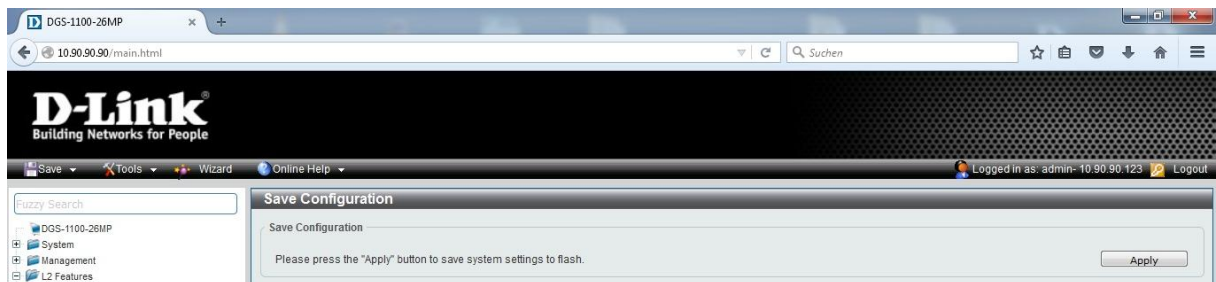 DGS-1100-26MP
10.90.90.90/main.html
Suchen
D-Link®
Building Networks for People
Save Tools Wizard Online Help Logged in as: admin- 10.90.90.123 Logout
Fuzzy Search
DGS-1100-26MP
System
Management
L2 Features
Save Configuration
Save Configuration
Please press the "Apply" button to save system settings to flash.
Apply